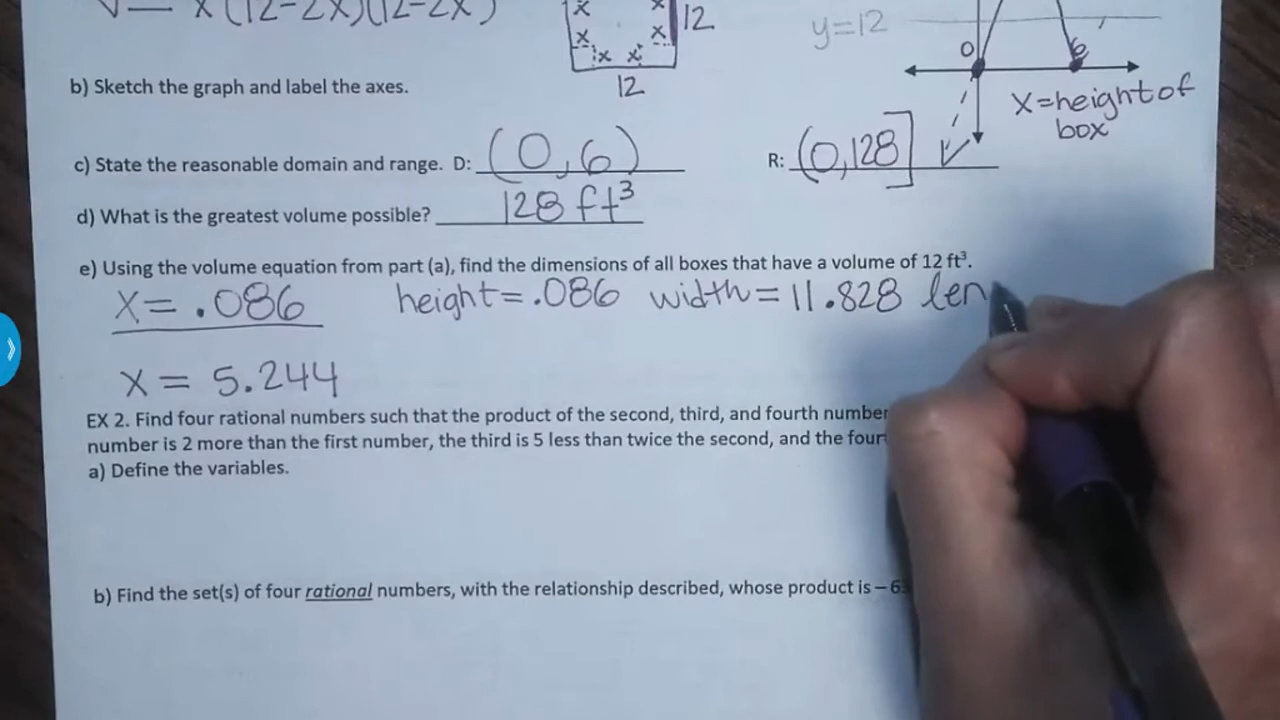 V = x(12-2x)(12-2x)
x x 12
x x x x
12
y=12
0 6
x=height of
box
b) Sketch the graph and label the axes.
c) State the reasonable domain and range. D: (0,6) R: (0,128]
d) What is the greatest volume possible? 128 ft³
e) Using the volume equation from part (a), find the dimensions of all boxes that have a volume of 12 ft³.
x= .086 height=.086 width=11.828 len
x = 5.244
EX 2. Find four rational numbers such that the product of the second, third, and fourth number
number is 2 more than the first number, the third is 5 less than twice the second, and the four
a) Define the variables.
b) Find the set(s) of four rational numbers, with the relationship described, whose product is – 6